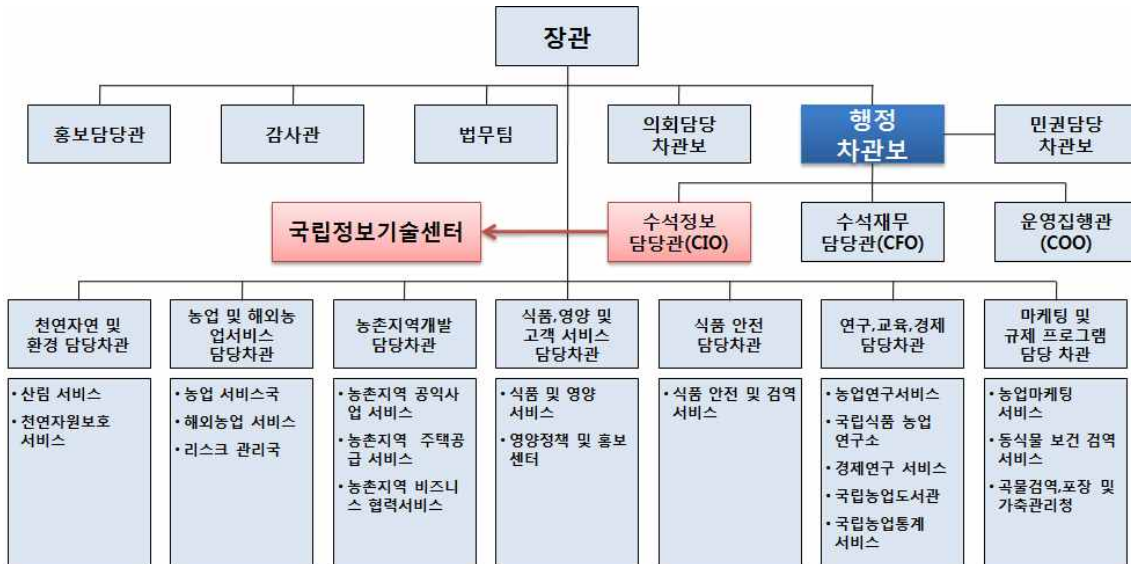 장관
홍보담당관
감사관
법무팀
의회담당
차관보
행정
차관보
민권담당
차관보
국립정보기술센터
수석정보
담당관(CIO)
수석재무
담당관(CFO)
운영집행관
(COO)
천연자연 및
환경 담당차관
농업 및 해외농
업서비스
담당차관
농촌지역개발
담당차관
식품,영양 및
고객 서비스
담당차관
식품 안전
담당차관
연구,교육,경제
담당차관
마케팅 및
규제 프로그램
담당 차관
• 산림 서비스
• 천연자원보호
서비스
• 농업 서비스국
• 해외농업 서비스
• 리스크 관리국
• 농촌지역 공익사
업 서비스
• 농촌지역 주택공
급 서비스
• 농촌지역 비즈니
스 협력서비스
• 식품 및 영양
서비스
• 영양정책 및 홍보
센터
• 식품 안전 및 검역
서비스
• 농업연구서비스
• 국립식품 농업
연구소
• 경제연구 서비스
• 국립농업도서관
• 국립농업통계
서비스
• 농업마케팅
서비스
• 동식물 보건 검역
서비스
• 곡물검역,포장 및
가축관리청